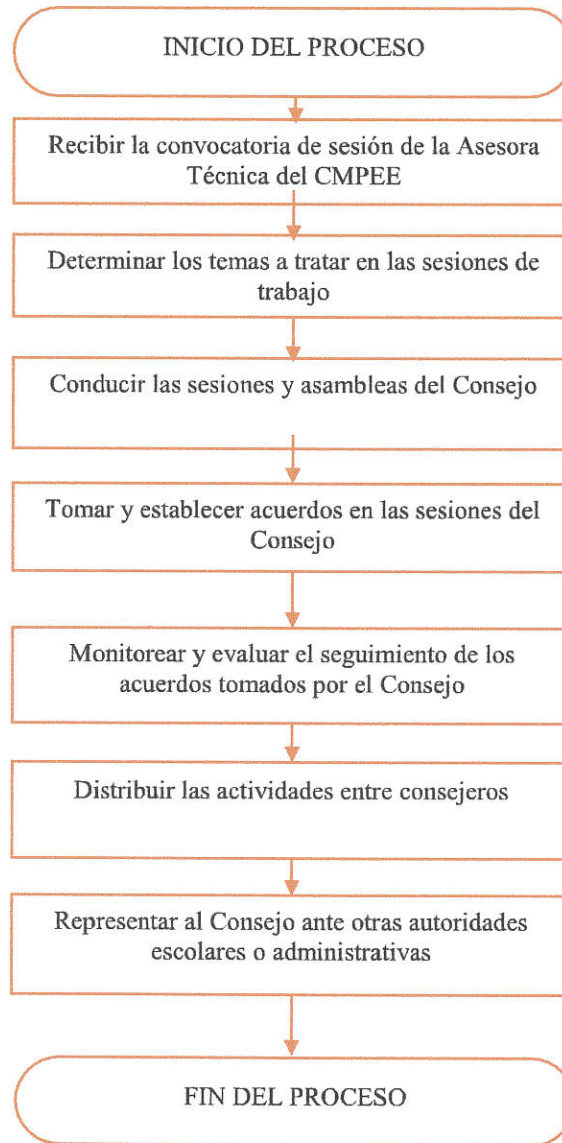 INICIO DEL PROCESO
Recibir la convocatoria de sesión de la Asesora
Técnica del CMPEE
Determinar los temas a tratar en las sesiones de
trabajo
Conducir las sesiones y asambleas del Consejo
Tomar y establecer acuerdos en las sesiones del
Consejo
Monitorear y evaluar el seguimiento de los
acuerdos tomados por el Consejo
Distribuir las actividades entre consejeros
Representar al Consejo ante otras autoridades
escolares o administrativas
FIN DEL PROCESO